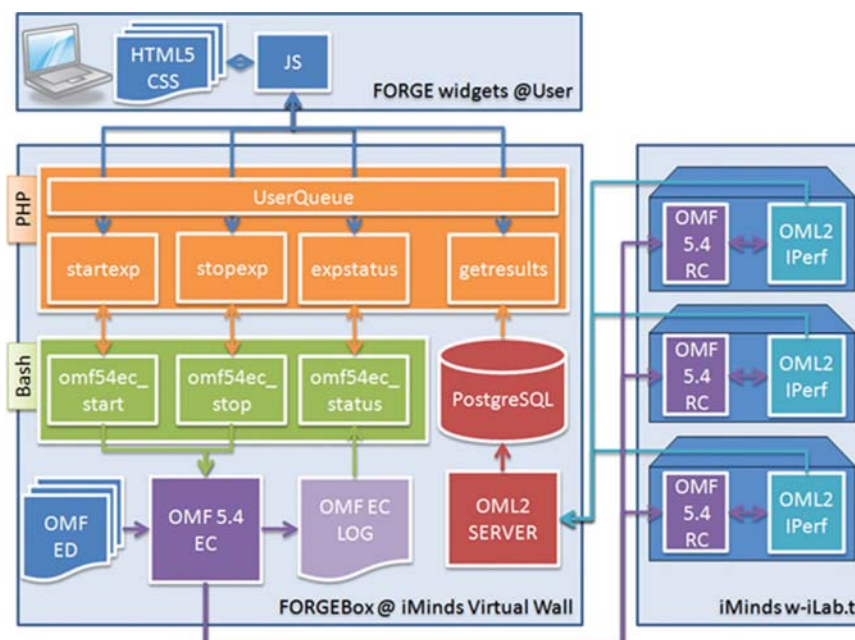 HTML5
CSS
JS
FORGE widgets @User
PHP
UserQueue
startexp
stopexp
expstatus
getresults
Bash
omf54ec_
start
omf54ec_
stop
omf54ec_
status
PostgreSQL
OMF
ED
OMF 5.4
EC
OMF EC
LOG
OML2
SERVER
FORGEBox @ iMinds Virtual Wall
OMF
5.4
RC
OML2
IPerf
OMF
5.4
RC
OML2
IPerf
OMF
5.4
RC
OML2
IPerf
iMinds w-iLab.t